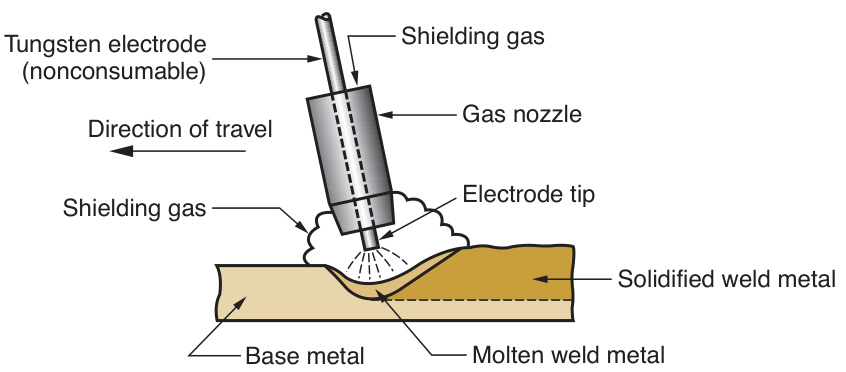 Tungsten electrode
(nonconsumable)
Shielding gas
Gas nozzle
Direction of travel
Shielding gas
Electrode tip
Solidified weld metal
Base metal
Molten weld metal